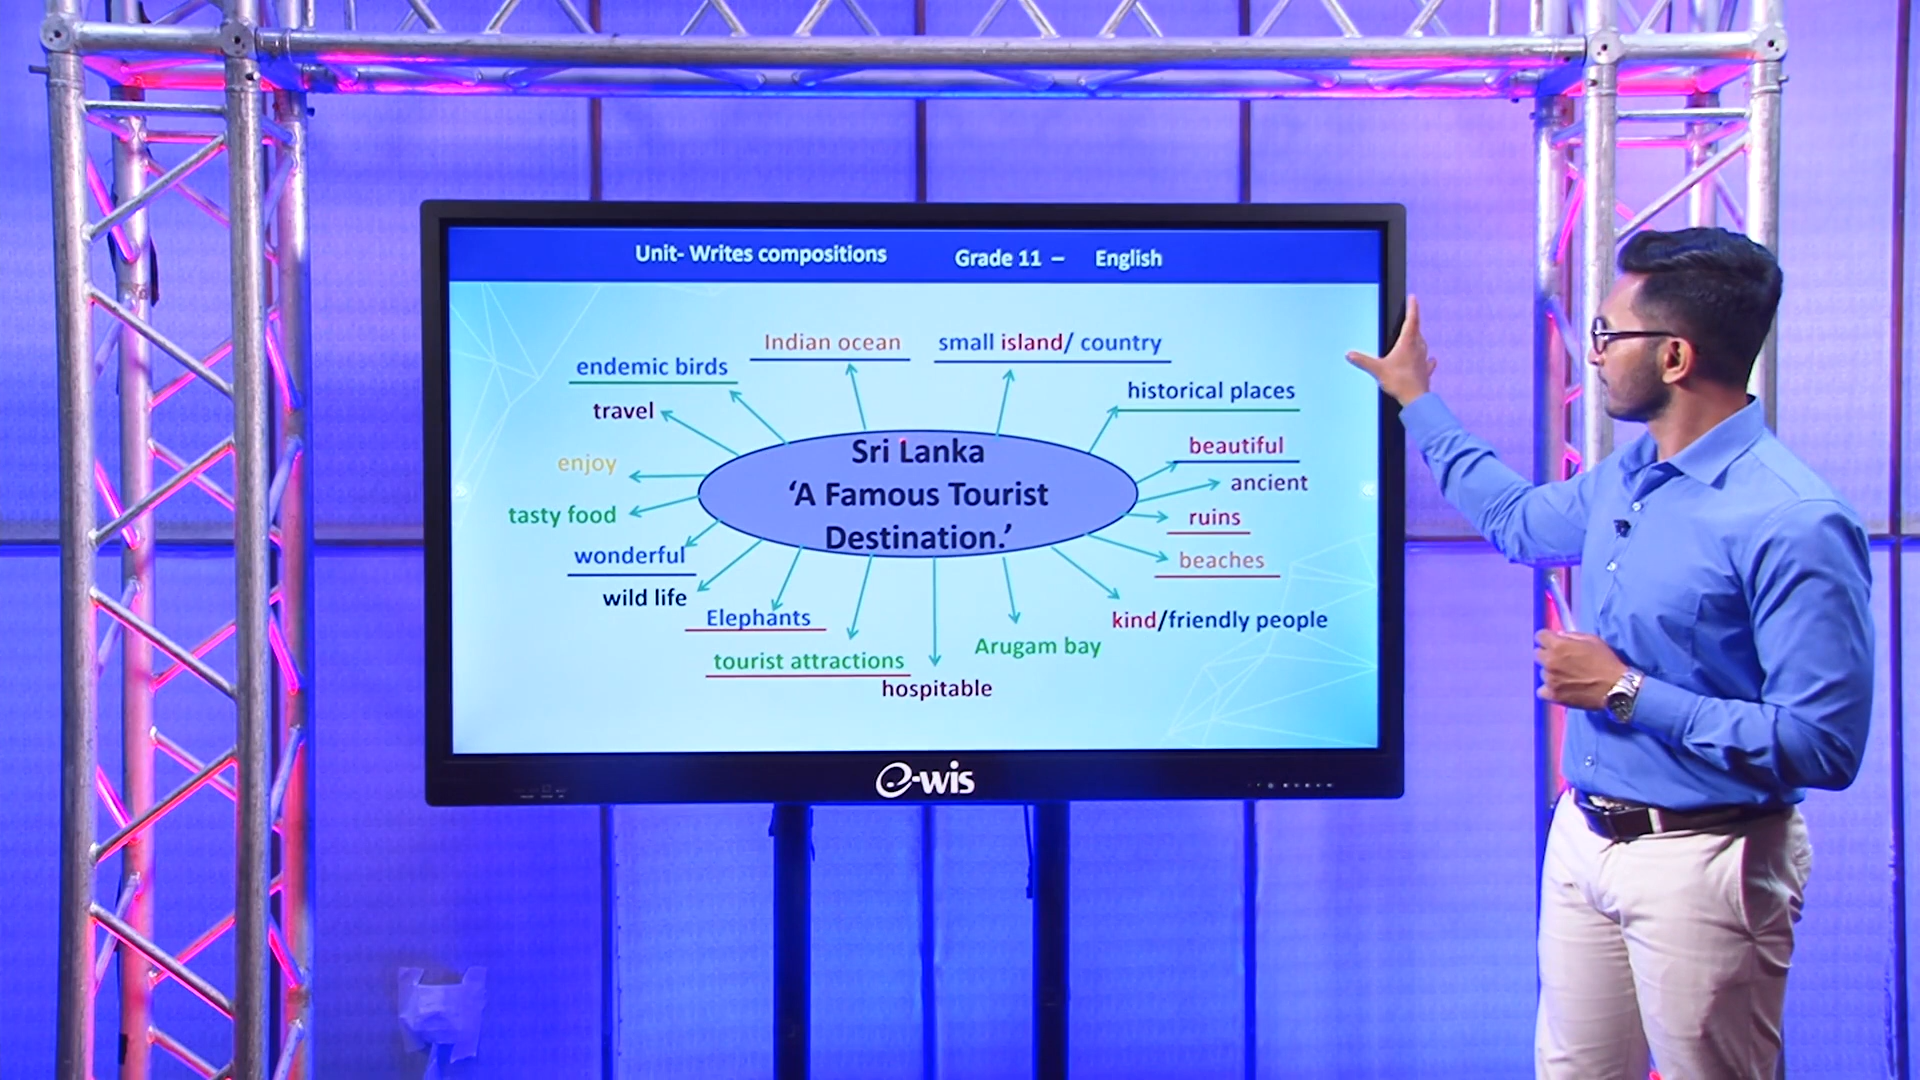 Unit- Writes compositions Grade 11 – English
Indian ocean
small island/ country
endemic birds
historical places
travel
beautiful
enjoy
ancient
Sri Lanka
‘A Famous Tourist
Destination.’
tasty food
ruins
wonderful
beaches
wild life
Elephants
kind/friendly people
Arugam bay
tourist attractions
hospitable
e-wis